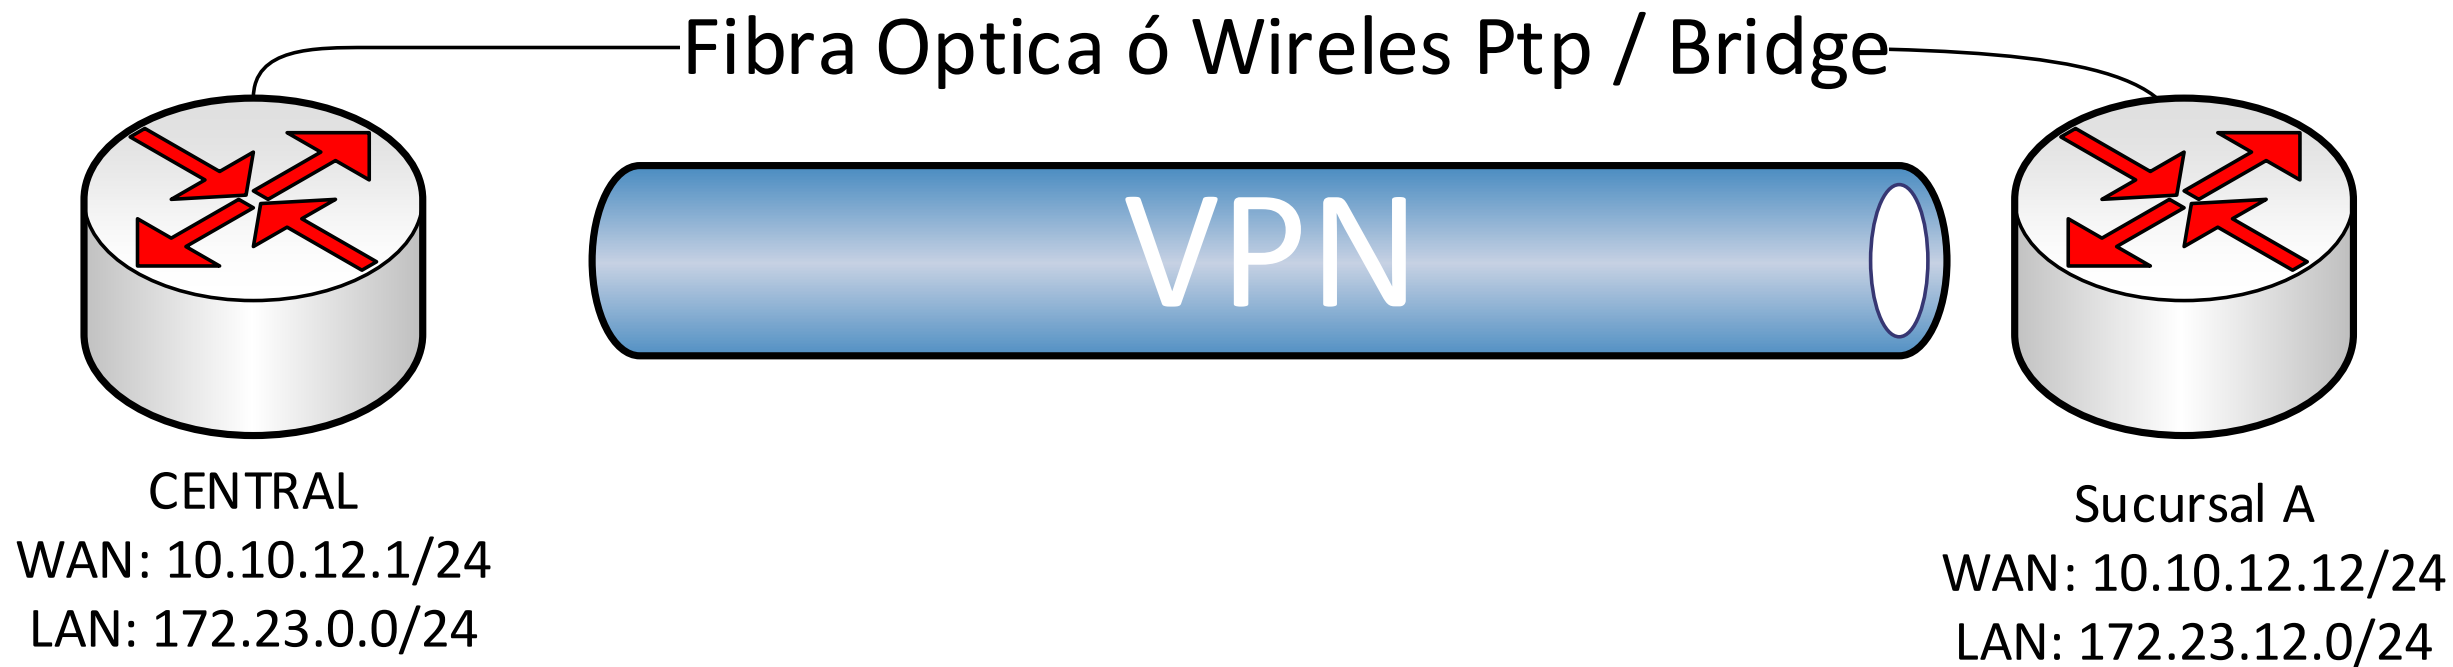 Fibra Optica ó Wireles Ptp / Bridge
VPN
CENTRAL
WAN: 10.10.12.1/24
LAN: 172.23.0.0/24
Sucursal A
WAN: 10.10.12.12/24
LAN: 172.23.12.0/24